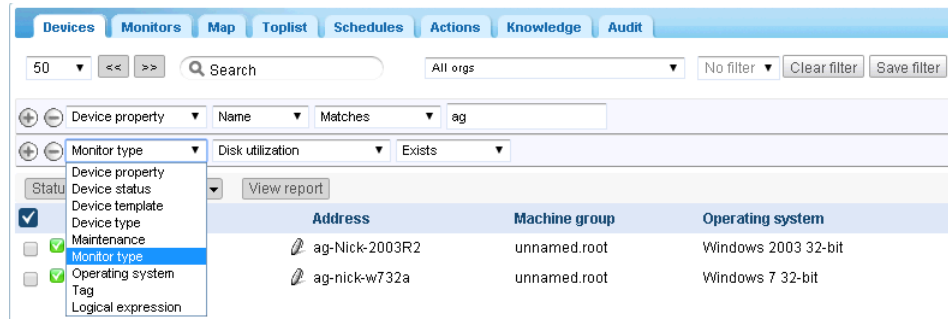 Devices Monitors Map Toplist Schedules Actions Knowledge Audit
50 << >> Search All orgs No filter Clear filter Save filter
Device property Name Matches ag
Monitor type Disk utilization Exists
Device property
Statu Device status View report
Device template
Device type Address Machine group Operating system
Maintenance
Monitor type ag-Nick-2003R2 unnamed.root Windows 2003 32-bit
Operating system ag-nick-w732a unnamed.root Windows 7 32-bit
Tag
Logical expression